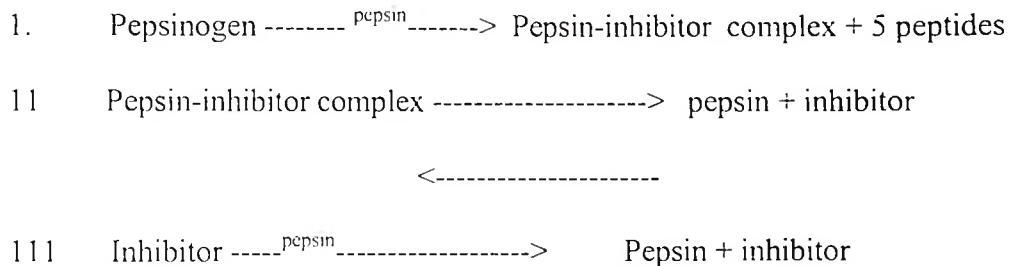 1. Pepsinogen -------- pepsin -------> Pepsin-inhibitor complex + 5 peptides
11 Pepsin-inhibitor complex ----------------------> pepsin + inhibitor
<----------------------
111 Inhibitor -----pepsin-------------------> Pepsin + inhibitor